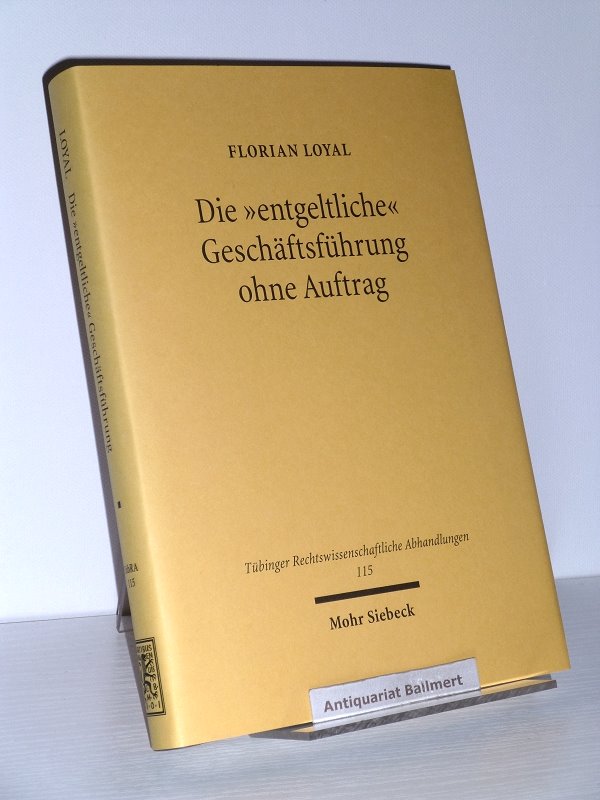 FLORIAN LOYAL
Die »entgeltliche«
Geschäftsführung
ohne Auftrag
Tübinger Rechtswissenschaftliche Abhandlungen
115
Mohr Siebeck
LOYAL Die »entgeltliche« Geschäftsführung
115
Antiquariat Ballmert